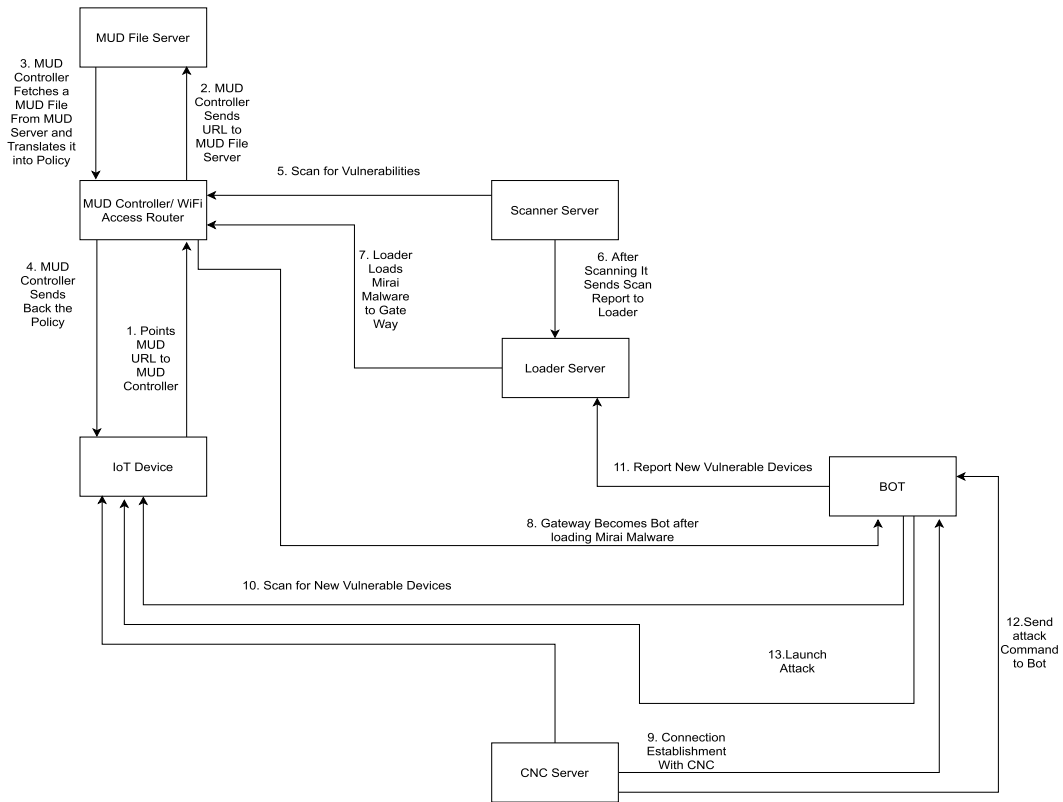 MUD File Server
3. MUD
Controller
Fetches a
MUD File
From MUD
Server and
Translates it
into Policy
2. MUD
Controller
Sends
URL to
MUD File
Server
5. Scan for Vulnerabilities
MUD Controller/ WiFi
Access Router
Scanner Server
4. MUD
Controller
Sends
Back the
Policy
7. Loader
Loads
Mirai
Malware
to Gate
Way
6. After
Scanning It
Sends Scan
Report to
Loader
1. Points
MUD
URL to
MUD
Controller
Loader Server
IoT Device
11. Report New Vulnerable Devices
BOT
8. Gateway Becomes Bot after
loading Mirai Malware
10. Scan for New Vulnerable Devices
12.Send
attack
Command
to Bot
13.Launch
Attack
9. Connection
Establishment
With CNC
CNC Server